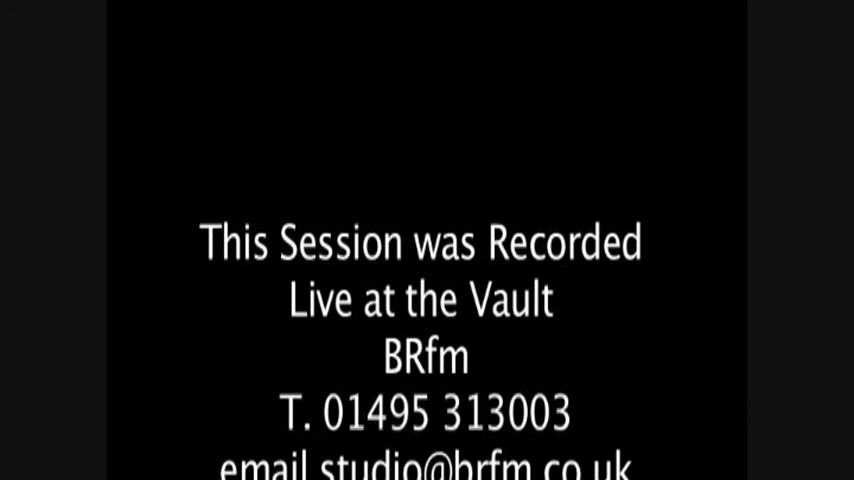 This Session was Recorded
Live at the Vault
BRfm
T. 01495 313003
email studio@brfm.co.uk